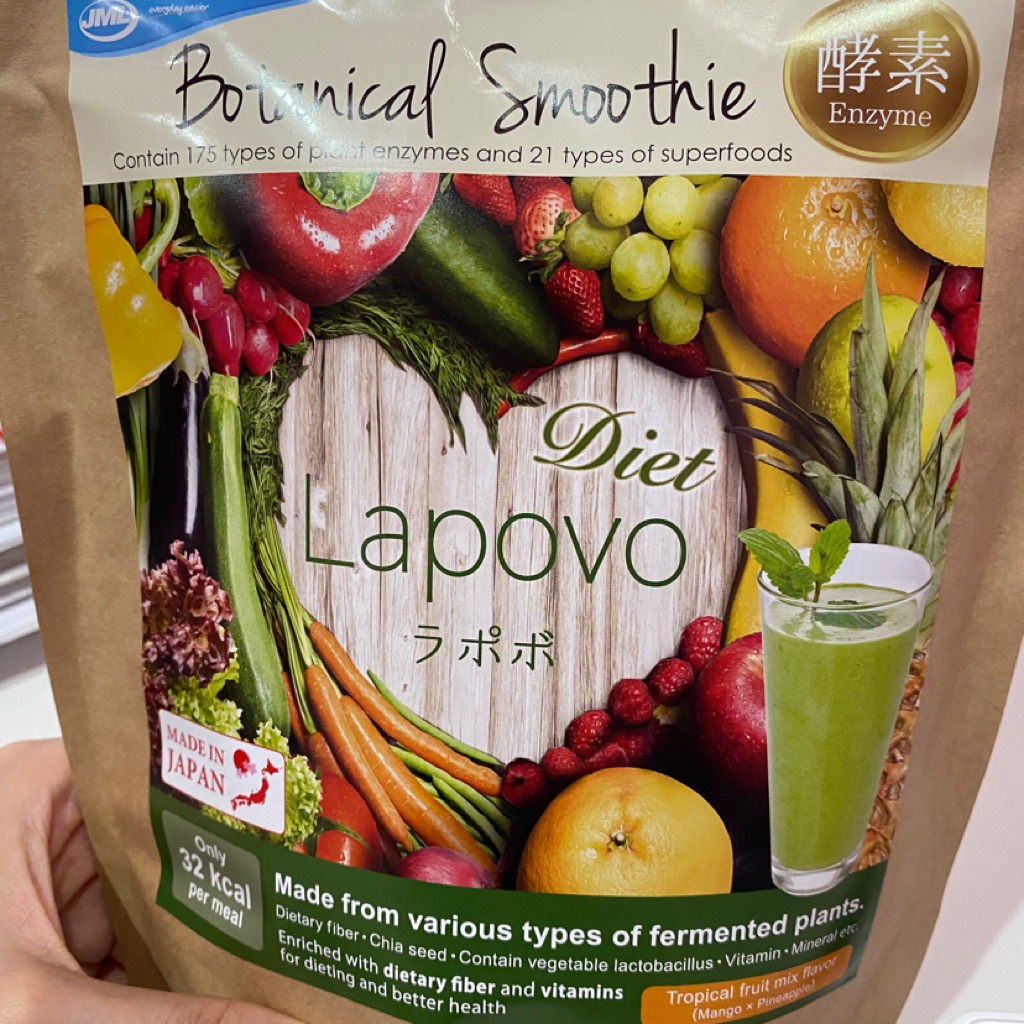 JML
everyday easier
Botanical Smoothie
酵素
Enzyme
Contain 175 types of plant enzymes and 21 types of superfoods
Diet
Lapovo
ラポボ
MADE IN
JAPAN
Only
32 kcal
per meal
Made from various types of fermented plants.
Dietary fiber・Chia seed・Contain vegetable lactobacillus・Vitamin・Mineral etc.
Enriched with dietary fiber and vitamins
for dieting and better health
Tropical fruit mix flavor
(Mango × Pineapple)